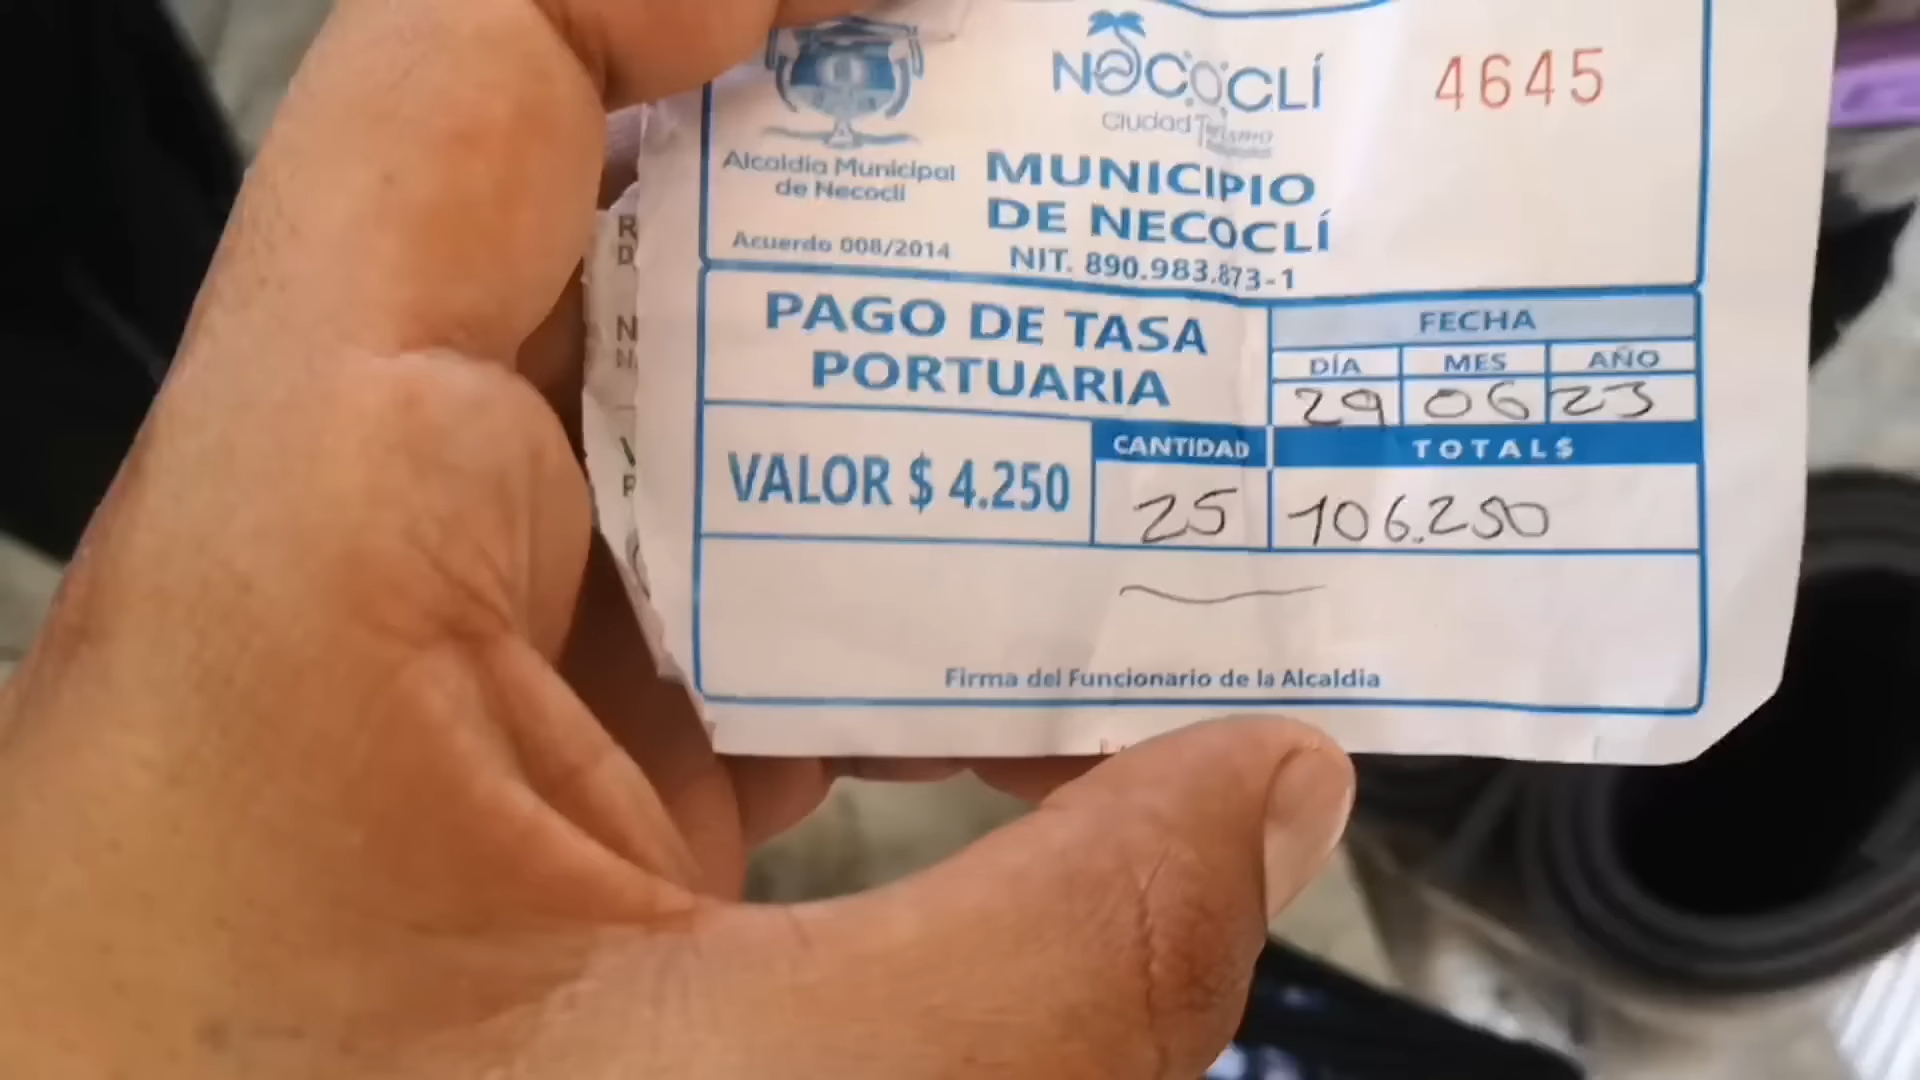 NECOCLÍ
Ciudad Turismo
4645
Alcaldía Municipal
de Necoclí
Acuerdo 008/2014
MUNICIPIO
DE NECOCLÍ
NIT. 890.983.873-1
PAGO DE TASA
PORTUARIA
FECHA
DÍA MES AÑO
29 06 23
VALOR $ 4.250
CANTIDAD
25
TOTAL$
106.250
Firma del Funcionario de la Alcaldia
R
D
N
N
P